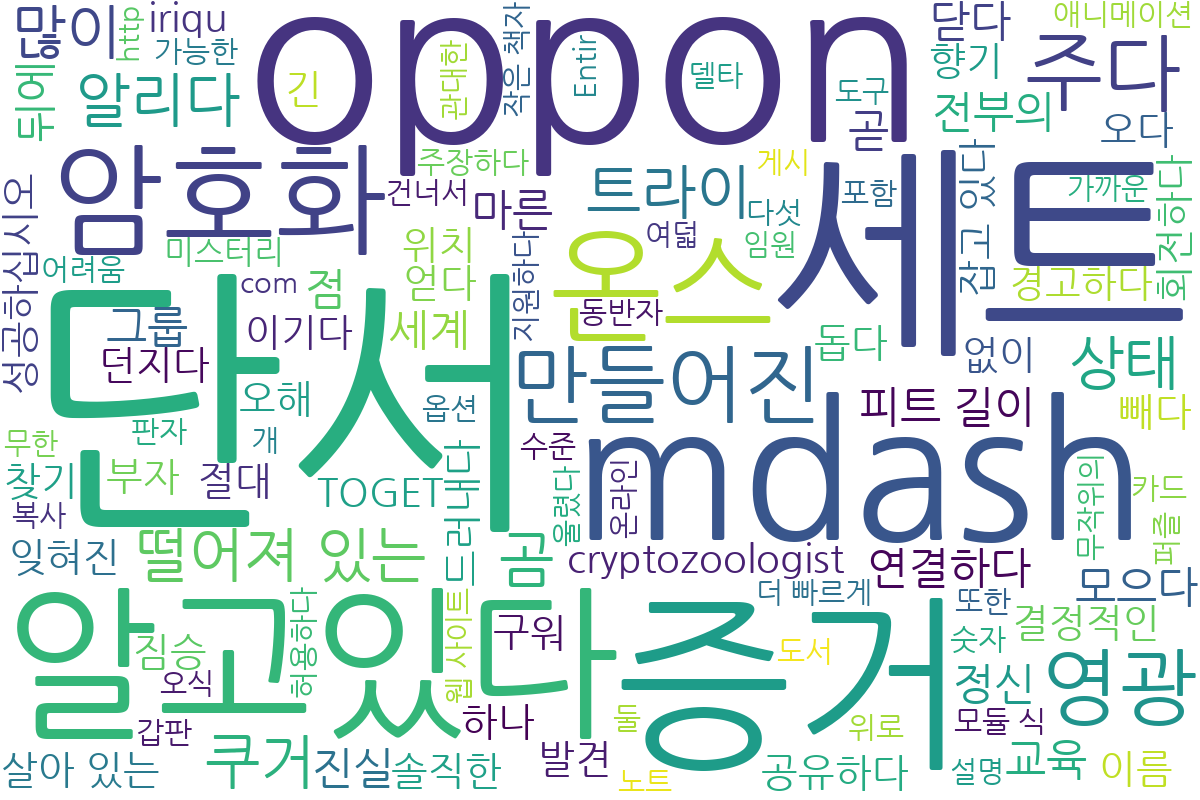 많이
iriqu
http
가능한
oppon
긴
관대한
작은 책자
Entir
델타
도구
곧
닫다
애니메이션
향기
주다
뒤에
알리다
전부의
오다
암호화
주장하다
건너서
마른
트라이
게시
다섯
포함
세트
잡고 있다
가까운
회전하다
성공하십시오
미스터리
어려움
위치
com
점
얻다
지원하다
온스
여덟
임원
동반자
경고하다
그룹
이기다
세계
단서
던지다
오해
옵션
만들어진
돕다
없이
상태
피트 길이
빼다
무한
판자
개
mdash
찾기
부자
절대
수준
복사
TOGET
드러내다
울렸다
온라인
무작위의
카드
퍼즐
잊혀진
떨어져 있는
곰
cryptozoologist
연결하다
더 빠르게
모으다
알고있다
증거
짐승
오식
허용하다
웹 사이트
구워
도서
또한
숫자
결정적인
영광
정신
갑판
하나
둘
위로
모듈 식
살아 있는
쿠거
진실
솔직한
발견
노트
공유하다
설명
교육
이름